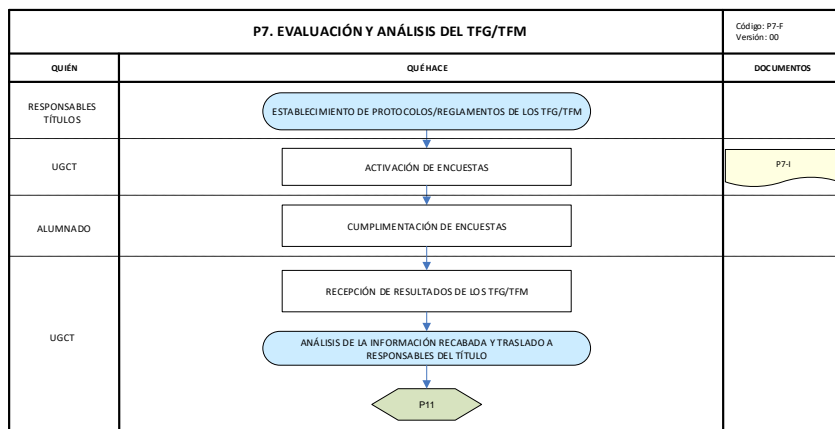 P7. EVALUACIÓN Y ANÁLISIS DEL TFG/TFM
Código: P7-F
Versión: 00
QUIÉN
QUÉ HACE
DOCUMENTOS
RESPONSABLES
TÍTULOS
ESTABLECIMIENTO DE PROTOCOLOS/REGLAMENTOS DE LOS TFG/TFM
UGCT
ACTIVACIÓN DE ENCUESTAS
P7-I
ALUMNADO
CUMPLIMENTACIÓN DE ENCUESTAS
UGCT
RECEPCIÓN DE RESULTADOS DE LOS TFG/TFM
ANÁLISIS DE LA INFORMACIÓN RECABADA Y TRASLADO A
RESPONSABLES DEL TÍTULO
P11